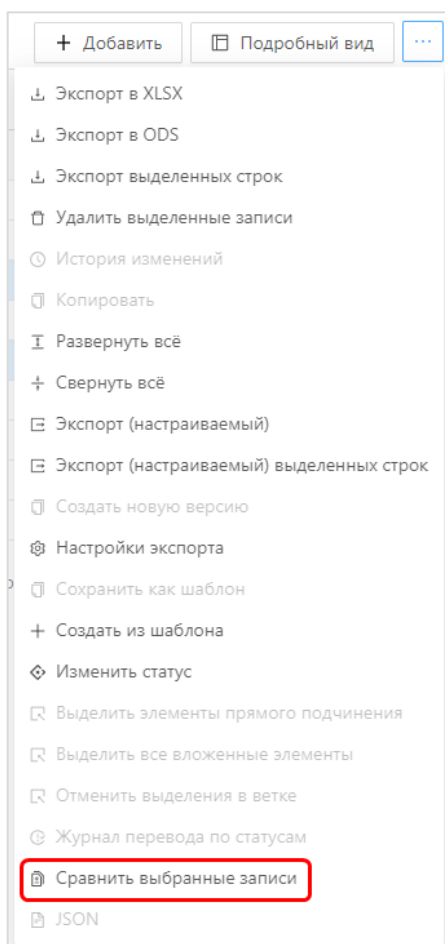 + Добавить Подробный вид ...
Экспорт в XLSX
Экспорт в ODS
Экспорт выделенных строк
Удалить выделенные записи
История изменений
Копировать
Развернуть всё
Свернуть всё
Экспорт (настраиваемый)
Экспорт (настраиваемый) выделенных строк
Создать новую версию
Настройки экспорта
Сохранить как шаблон
Создать из шаблона
Изменить статус
Выделить элементы прямого подчинения
Выделить все вложенные элементы
Отменить выделения в ветке
Журнал перевода по статусам
Сравнить выбранные записи
JSON